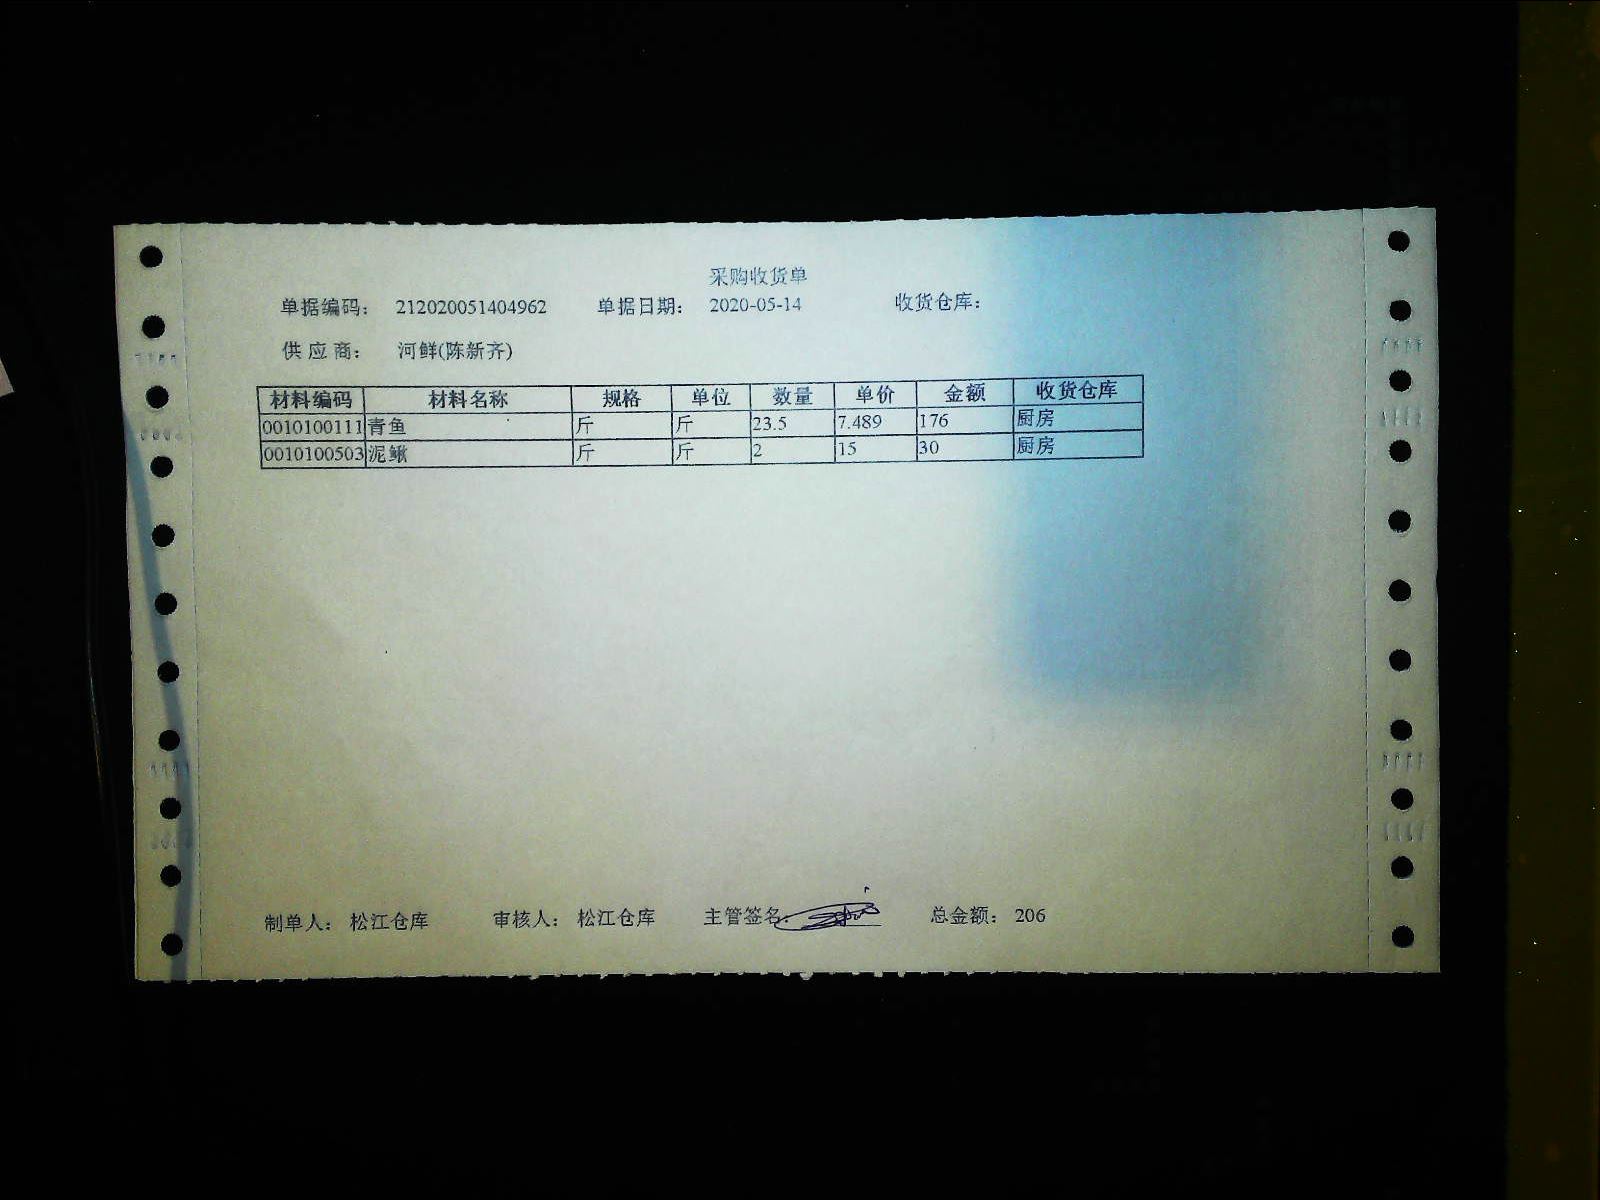 采购收货单
单据编码： 212020051404962 单据日期： 2020-05-14 收货仓库：
供 应 商： 河鲜(陈新齐)
材料编码 材料名称 规格 单位 数量 单价 金额 收货仓库
0010100111 青鱼 斤 斤 23.5 7.489 176 厨房
0010100503 泥鳅 斤 斤 2 15 30 厨房
制单人： 松江仓库 审核人： 松江仓库 主管签名: 总金额： 206